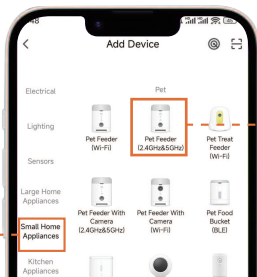 Add Device
Electrical
Lighting
Sensors
Large Home
Appliances
Small Home
Appliances
Kitchen
Appliances
Pet
Pet Feeder
(Wi-Fi)
Pet Feeder
(2.4GHz&5GHz)
Pet Treat
Feeder
(Wi-Fi)
Pet Feeder With
Camera
(2.4GHz&5GHz)
Pet Feeder With
Camera
(Wi-Fi)
Pet Food
Bucket
(BLE)